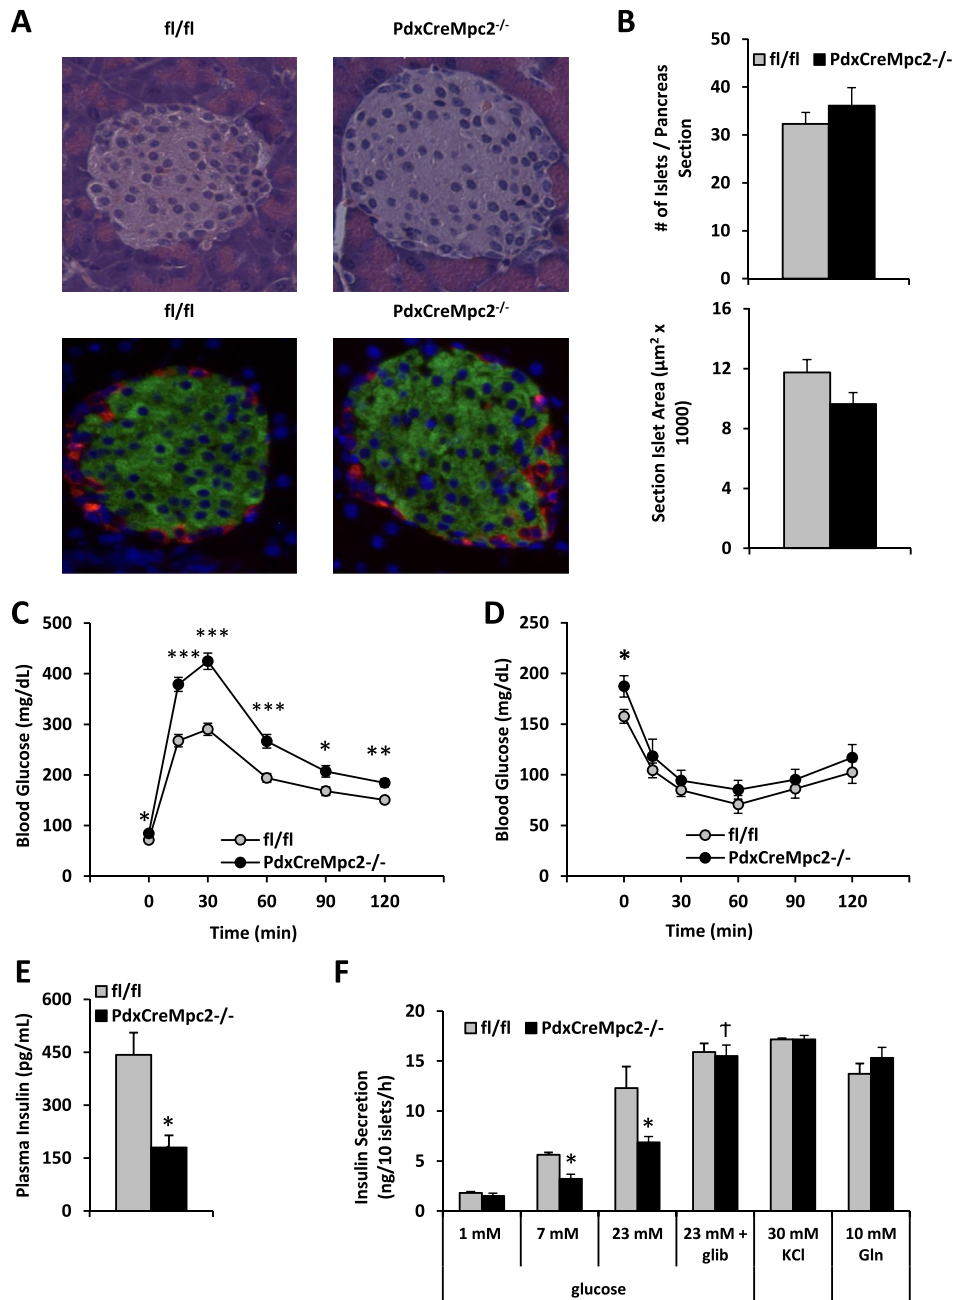 A
fl/fl
PdxCreMpc2-/-
fl/fl
PdxCreMpc2-/-
B
# of Islets / Pancreas
Section
50
40
30
20
10
0
fl/fl
PdxCreMpc2-/-
Section Islet Area (µm2 x
1000)
16
12
8
4
0
C
Blood Glucose (mg/dL)
500
400
300
200
100
0
*
***
***
***
*
**
fl/fl
PdxCreMpc2-/-
0 30 60 90 120
Time (min)
D
Blood Glucose (mg/dL)
250
200
150
100
50
0
*
fl/fl
PdxCreMpc2-/-
0 30 60 90 120
Time (min)
E
fl/fl
PdxCreMpc2-/-
Plasma Insulin (pg/mL)
600
450
300
150
0
*
F
Insulin Secretion
(ng/10 islets/h)
20
15
10
5
0
fl/fl
PdxCreMpc2-/-
*
*
†
1 mM 7 mM 23 mM 23 mM + 30 mM 10 mM
glib KCl Gln
glucose